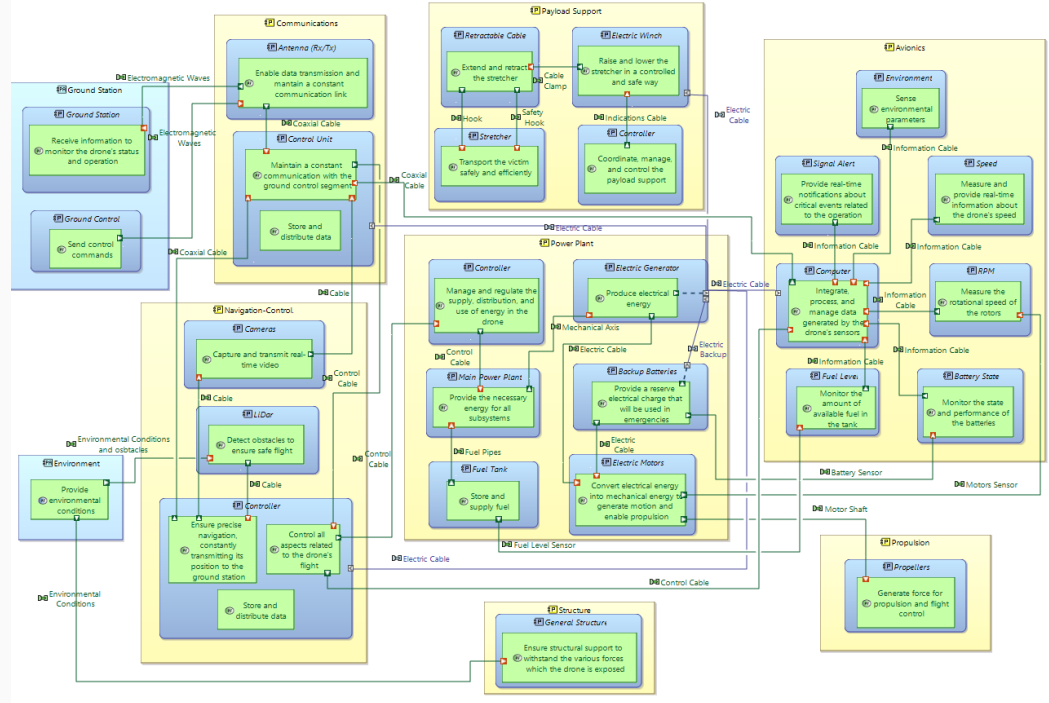 Communications
Antenna (Rx/Tx)
Enable data transmission and
mantain a constant
communication link
Coaxial Cable
Control Unit
Maintain a constant
communication with the
ground control segment
Store and
distribute data
Electromagnetic Waves
Electromagnetic
Waves
Ground Station
Ground Station
Receive information to
monitor the drone's status
and operation
Ground Control
Send control
commands
Coaxial Cable
Coaxial
Cable
Payload Support
Retractable Cable
Extend and retract
the stretcher
Cable
Clamp
Electric Winch
Raise and lower the
stretcher in a controlled
and safe way
Hook
Safety
Hook
Indications Cable
Stretcher
Transport the victim
safely and efficiently
Controller
Coordinate, manage,
and control the
payload support
Electric
Cable
Electric Cable
Avionics
Environment
Sense
environmental
parameters
Information Cable
Signal Alert
Provide real-time
notifications about
critical events related
to the operation
Speed
Measure and
provide real-time
information about
the drone's speed
Information Cable
Information Cable
Computer
Integrate,
process, and
manage data
generated by the
drone's sensors
RPM
Measure the
rotational speed of
the rotors
Information
Cable
Information Cable
Information Cable
Fuel Level
Monitor the
amount of
available fuel in
the tank
Battery State
Monitor the state
and performance of
the batteries
Battery Sensor
Motors Sensor
Electric Cable
Power Plant
Controller
Manage and regulate the
supply, distribution, and
use of energy in the
drone
Electric Generator
Produce electrical
energy
Mechanical Axis
Electric Cable
Electric
Backup
Control
Cable
Main Power Plant
Provide the necessary
energy for all
subsystems
Backup Batteries
Provide a reserve
electrical charge that
will be used in
emergencies
Electric
Cable
Fuel Pipes
Fuel Tank
Store and
supply fuel
Electric Motors
Convert electrical energy
into mechanical energy to
generate motion and
enable propulsion
Motor Shaft
Fuel Level Sensor
Navigation-Control
Cable
Cameras
Capture and transmit real-
time video
Control
Cable
Cable
LiDar
Detect obstacles to
ensure safe flight
Control
Cable
Cable
Controller
Ensure precise
navigation,
constantly
transmitting its
position to the
ground station
Control all
aspects related
to the drone's
flight
Store and
distribute data
Electric Cable
Control Cable
Environmental Conditions
and osbtacles
Environment
Provide
environmental
conditions
Environmental
Conditions
Structure
General Structure
Ensure structural support to
withstand the various forces
which the drone is exposed
Propulsion
Propellers
Generate force for
propulsion and flight
control